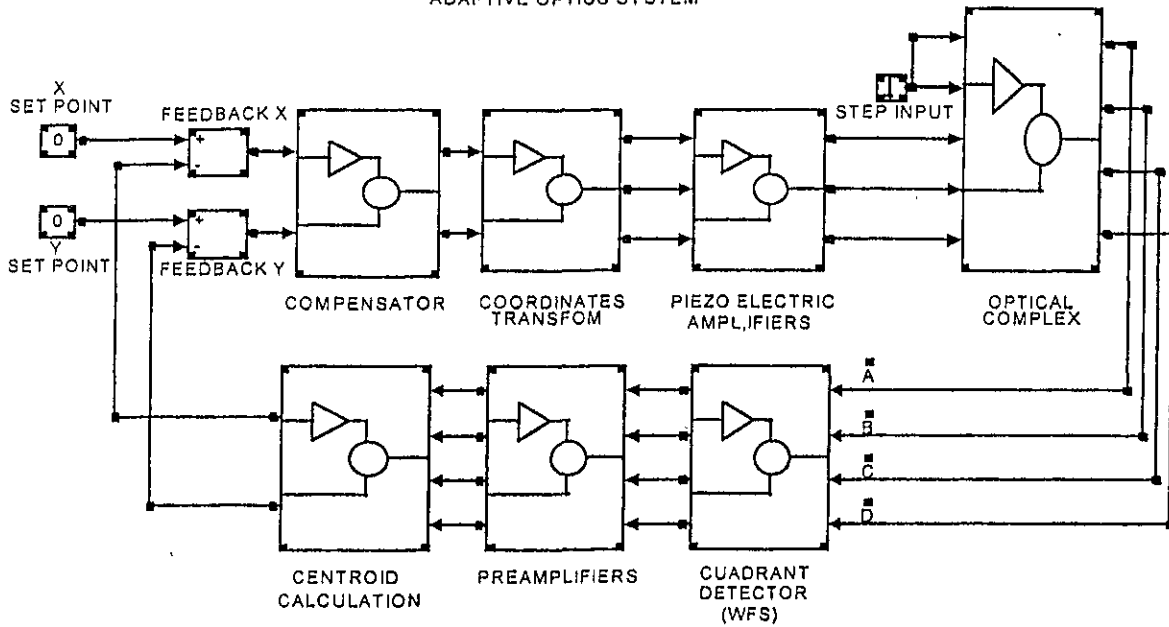 ADAPTIVE OPTICS SYSTEM
X
SET POINT
0
FEEDBACK X
+
-
0
Y
SET POINT
+
-
FEEDBACK Y
COMPENSATOR
COORDINATES
TRANSFOM
PIEZO ELECTRIC
AMPL,IFIERS
STEP INPUT
OPTICAL
COMPLEX
A
B
C
D
CENTROID
CALCULATION
PREAMPLIFIERS
CUADRANT
DETECTOR
(WFS)